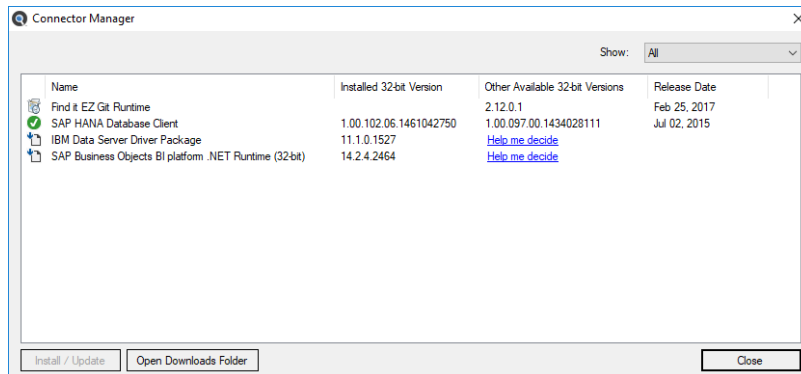 Connector Manager
Show: All
Name Installed 32-bit Version Other Available 32-bit Versions Release Date
Find it EZ Git Runtime 2.12.0.1 Feb 25, 2017
SAP HANA Database Client 1.00.102.06.1461042750 1.00.097.00.1434028111 Jul 02, 2015
IBM Data Server Driver Package 11.1.0.1527 Help me decide
SAP Business Objects BI platform .NET Runtime (32-bit) 14.2.4.2464 Help me decide
Install / Update Open Downloads Folder Close